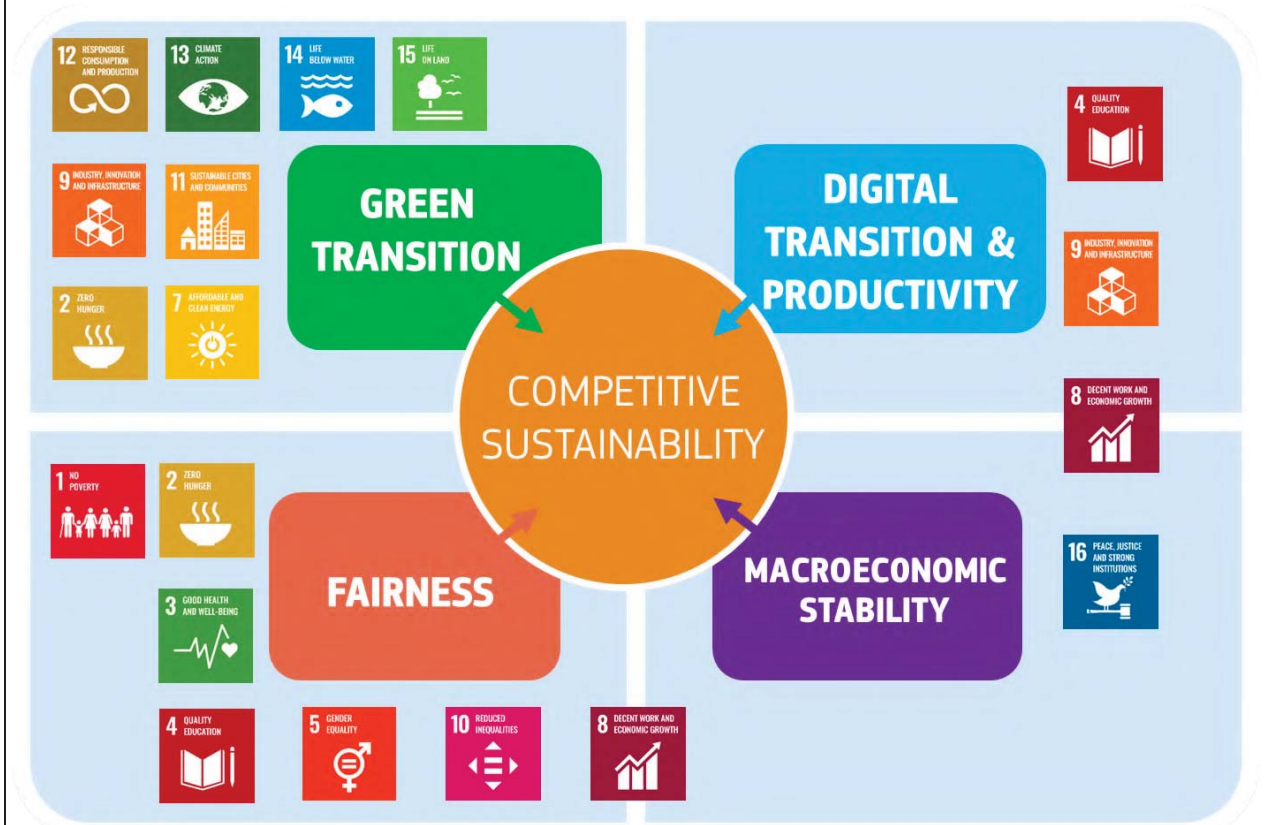 12 RESPONSIBLE
CONSUMPTION
AND PRODUCTION
13 CLIMATE
ACTION
14 LIFE
BELOW WATER
15 LIFE
ON LAND
9 INDUSTRY, INNOVATION
AND INFRASTRUCTURE
11 SUSTAINABLE CITIES
AND COMMUNITIES
2 ZERO
HUNGER
7 AFFORDABLE AND
CLEAN ENERGY
GREEN
TRANSITION
DIGITAL
TRANSITION &
PRODUCTIVITY
4 QUALITY
EDUCATION
9 INDUSTRY, INNOVATION
AND INFRASTRUCTURE
8 DECENT WORK AND
ECONOMIC GROWTH
COMPETITIVE
SUSTAINABILITY
1 NO
POVERTY
2 ZERO
HUNGER
3 GOOD HEALTH
AND WELL-BEING
FAIRNESS
4 QUALITY
EDUCATION
5 GENDER
EQUALITY
10 REDUCED
INEQUALITIES
8 DECENT WORK AND
ECONOMIC GROWTH
MACROECONOMIC
STABILITY
16 PEACE, JUSTICE
AND STRONG
INSTITUTIONS